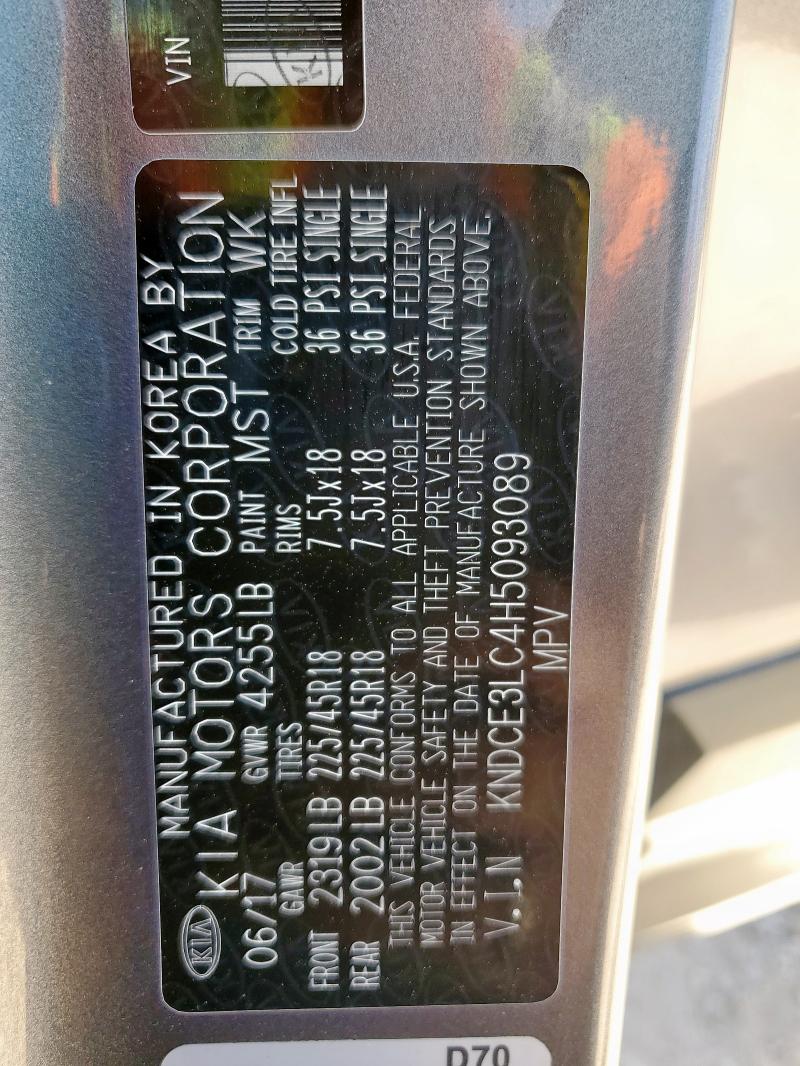 VIN
MANUFACTURED IN KOREA BY
KIA KIA MOTORS CORPORATION
06/17 GVWR 4255LB PAINT MST TRIM WK
GAWR TIRES RIMS COLD TIRE INFL
FRONT 2319LB 225/45R18 7.5Jx18 36 PSI SINGLE
REAR 2002LB 225/45R18 7.5Jx18 36 PSI SINGLE
THIS VEHICLE CONFORMS TO ALL APPLICABLE U.S.A. FEDERAL
MOTOR VEHICLE SAFETY AND THEFT PREVENTION STANDARDS
IN EFFECT ON THE DATE OF MANUFACTURE SHOWN ABOVE.
V.I.N KNDCE3LC4H5093089
MPV
D70